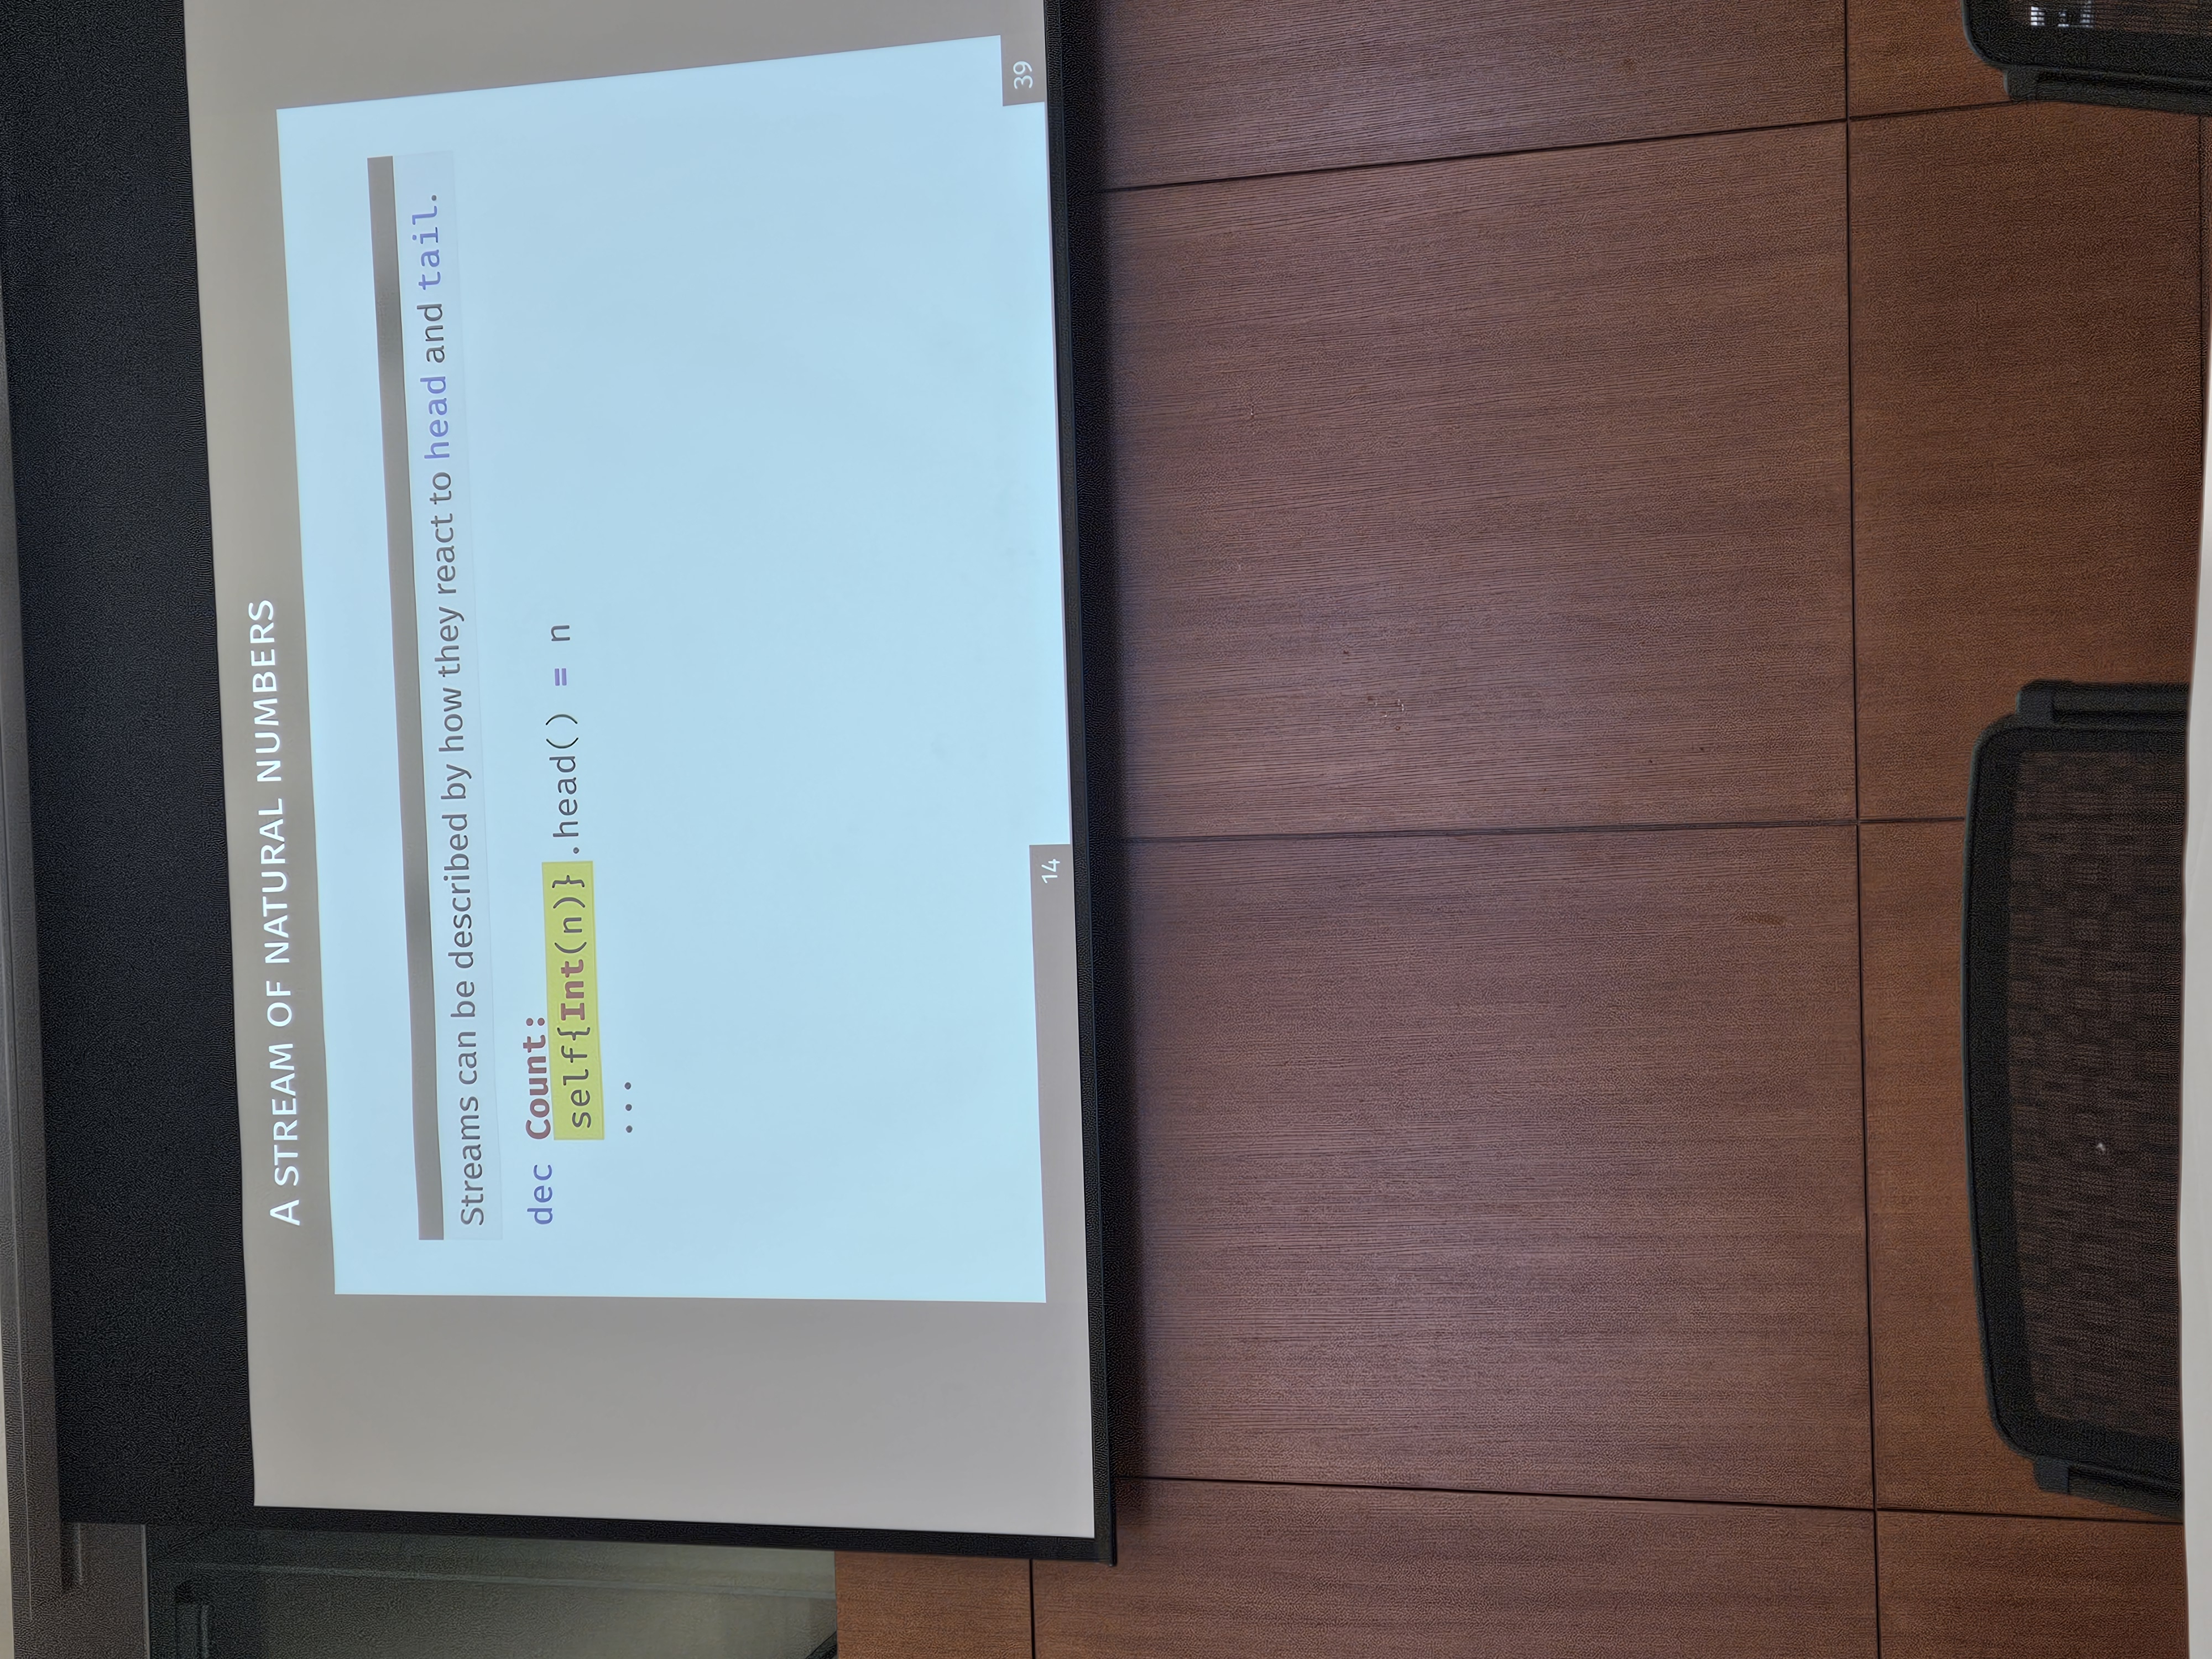 A STREAM OF NATURAL NUMBERS
Streams can be described by how they react to head and tail.
dec Count:
self{Int(n)}.head() = n
...
14
39